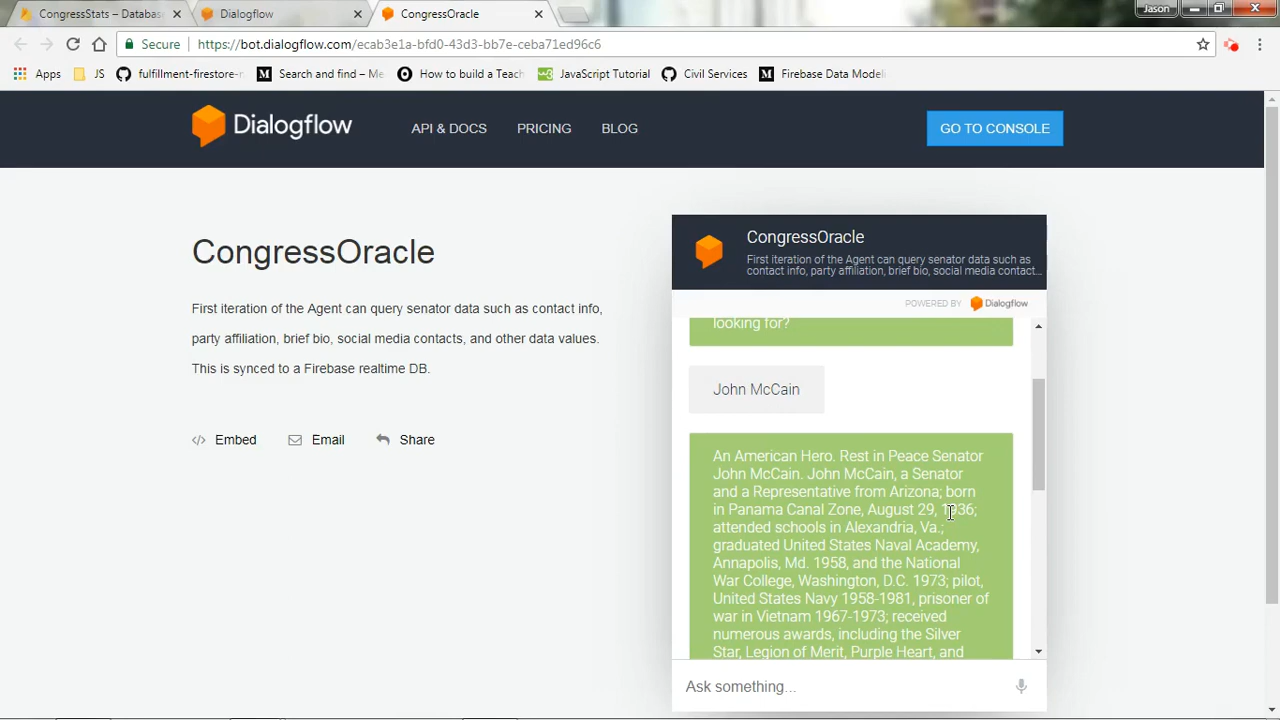 CongressStats – Databas
Dialogflow
CongressOracle
Jason
Secure
https://bot.dialogflow.com/ecab3e1a-bfd0-43d3-bb7e-ceba71ed96c6
Apps
JS
fulfillment-firestore-n
Search and find – Me
How to build a Teach
JavaScript Tutorial
Civil Services
Firebase Data Modeli
Dialogflow
API & DOCS
PRICING
BLOG
GO TO CONSOLE
CongressOracle
First iteration of the Agent can query senator data such as contact info,
party affiliation, brief bio, social media contacts, and other data values.
This is synced to a Firebase realtime DB.
Embed
Email
Share
CongressOracle
First iteration of the Agent can query senator data such as
contact info, party affiliation, brief bio, social media contact...
POWERED BY Dialogflow
looking for?
John McCain
An American Hero. Rest in Peace Senator
John McCain. John McCain, a Senator
and a Representative from Arizona; born
in Panama Canal Zone, August 29, 1936;
attended schools in Alexandria, Va.;
graduated United States Naval Academy,
Annapolis, Md. 1958, and the National
War College, Washington, D.C. 1973; pilot,
United States Navy 1958-1981, prisoner of
war in Vietnam 1967-1973; received
numerous awards, including the Silver
Star, Legion of Merit, Purple Heart, and
Ask something...